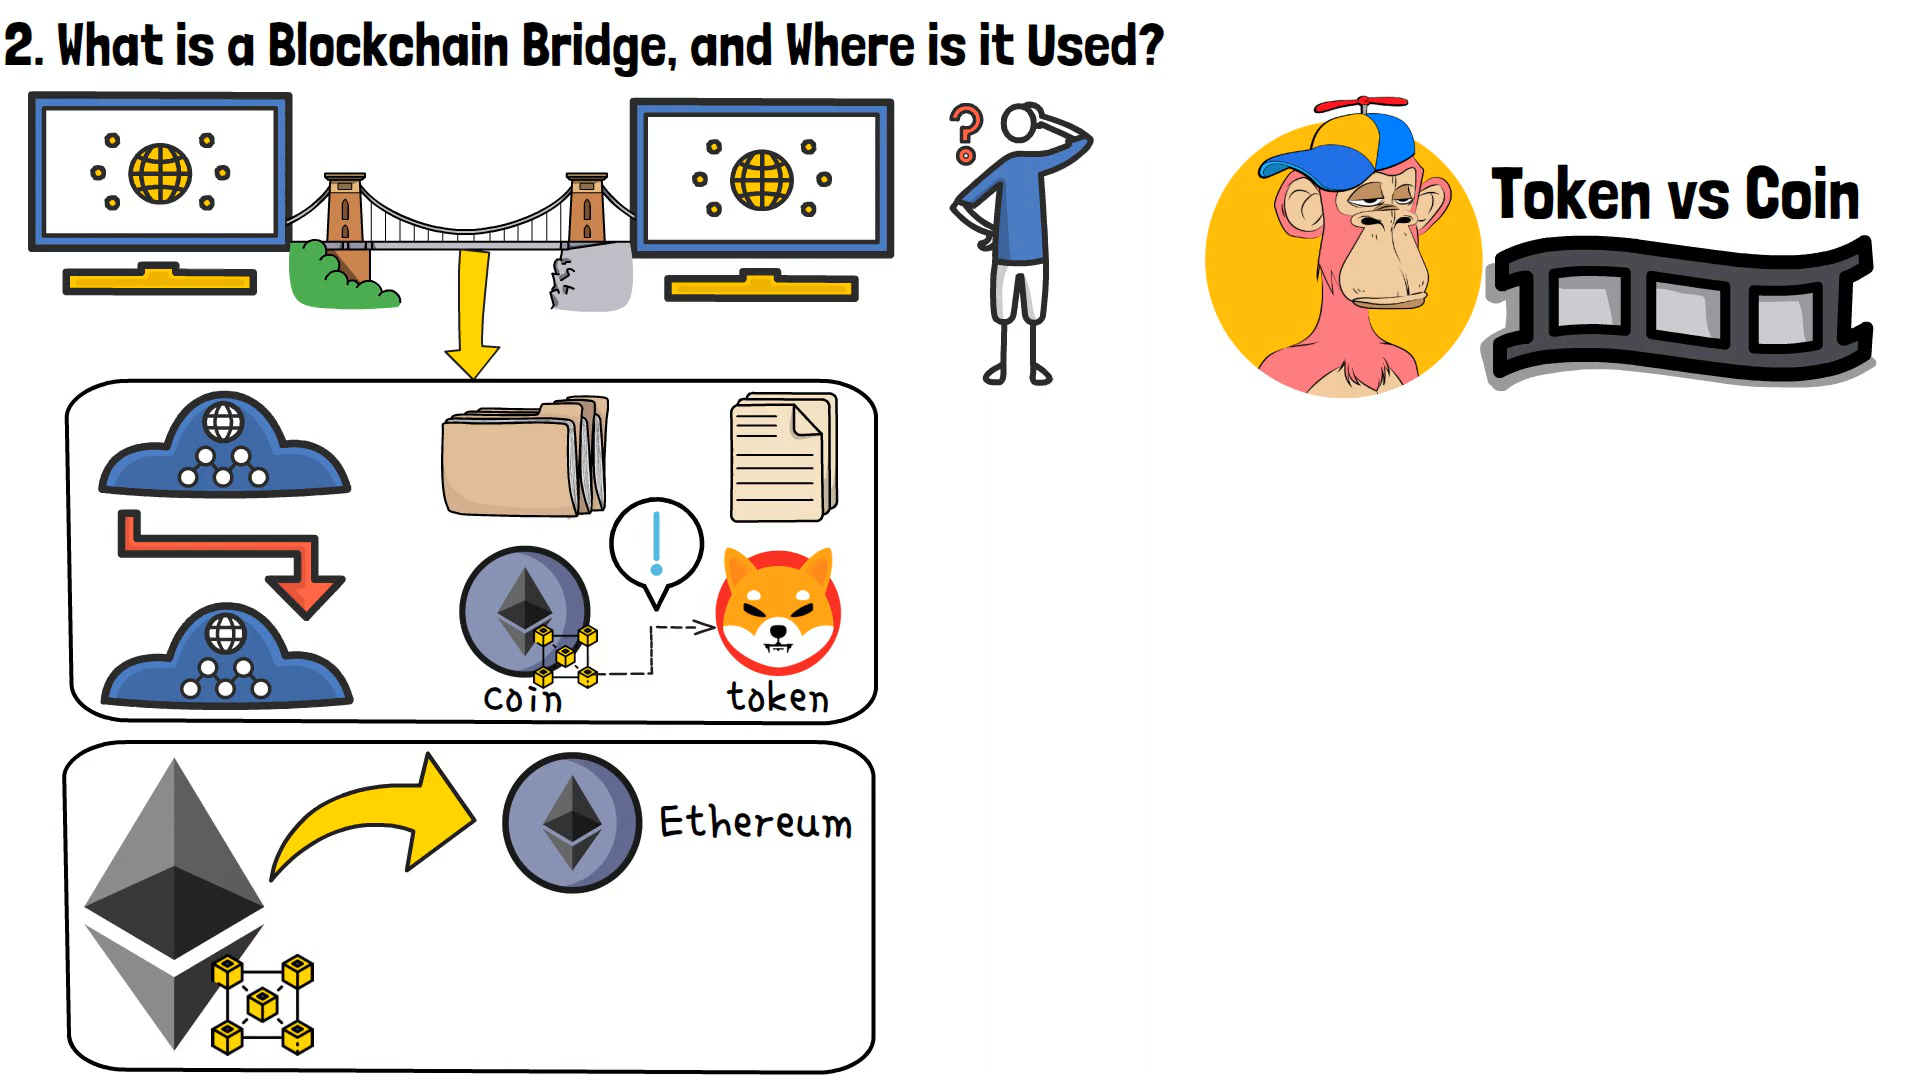 2. What is a Blockchain Bridge, and Where is it Used?
Token vs Coin
coin
token
Ethereum